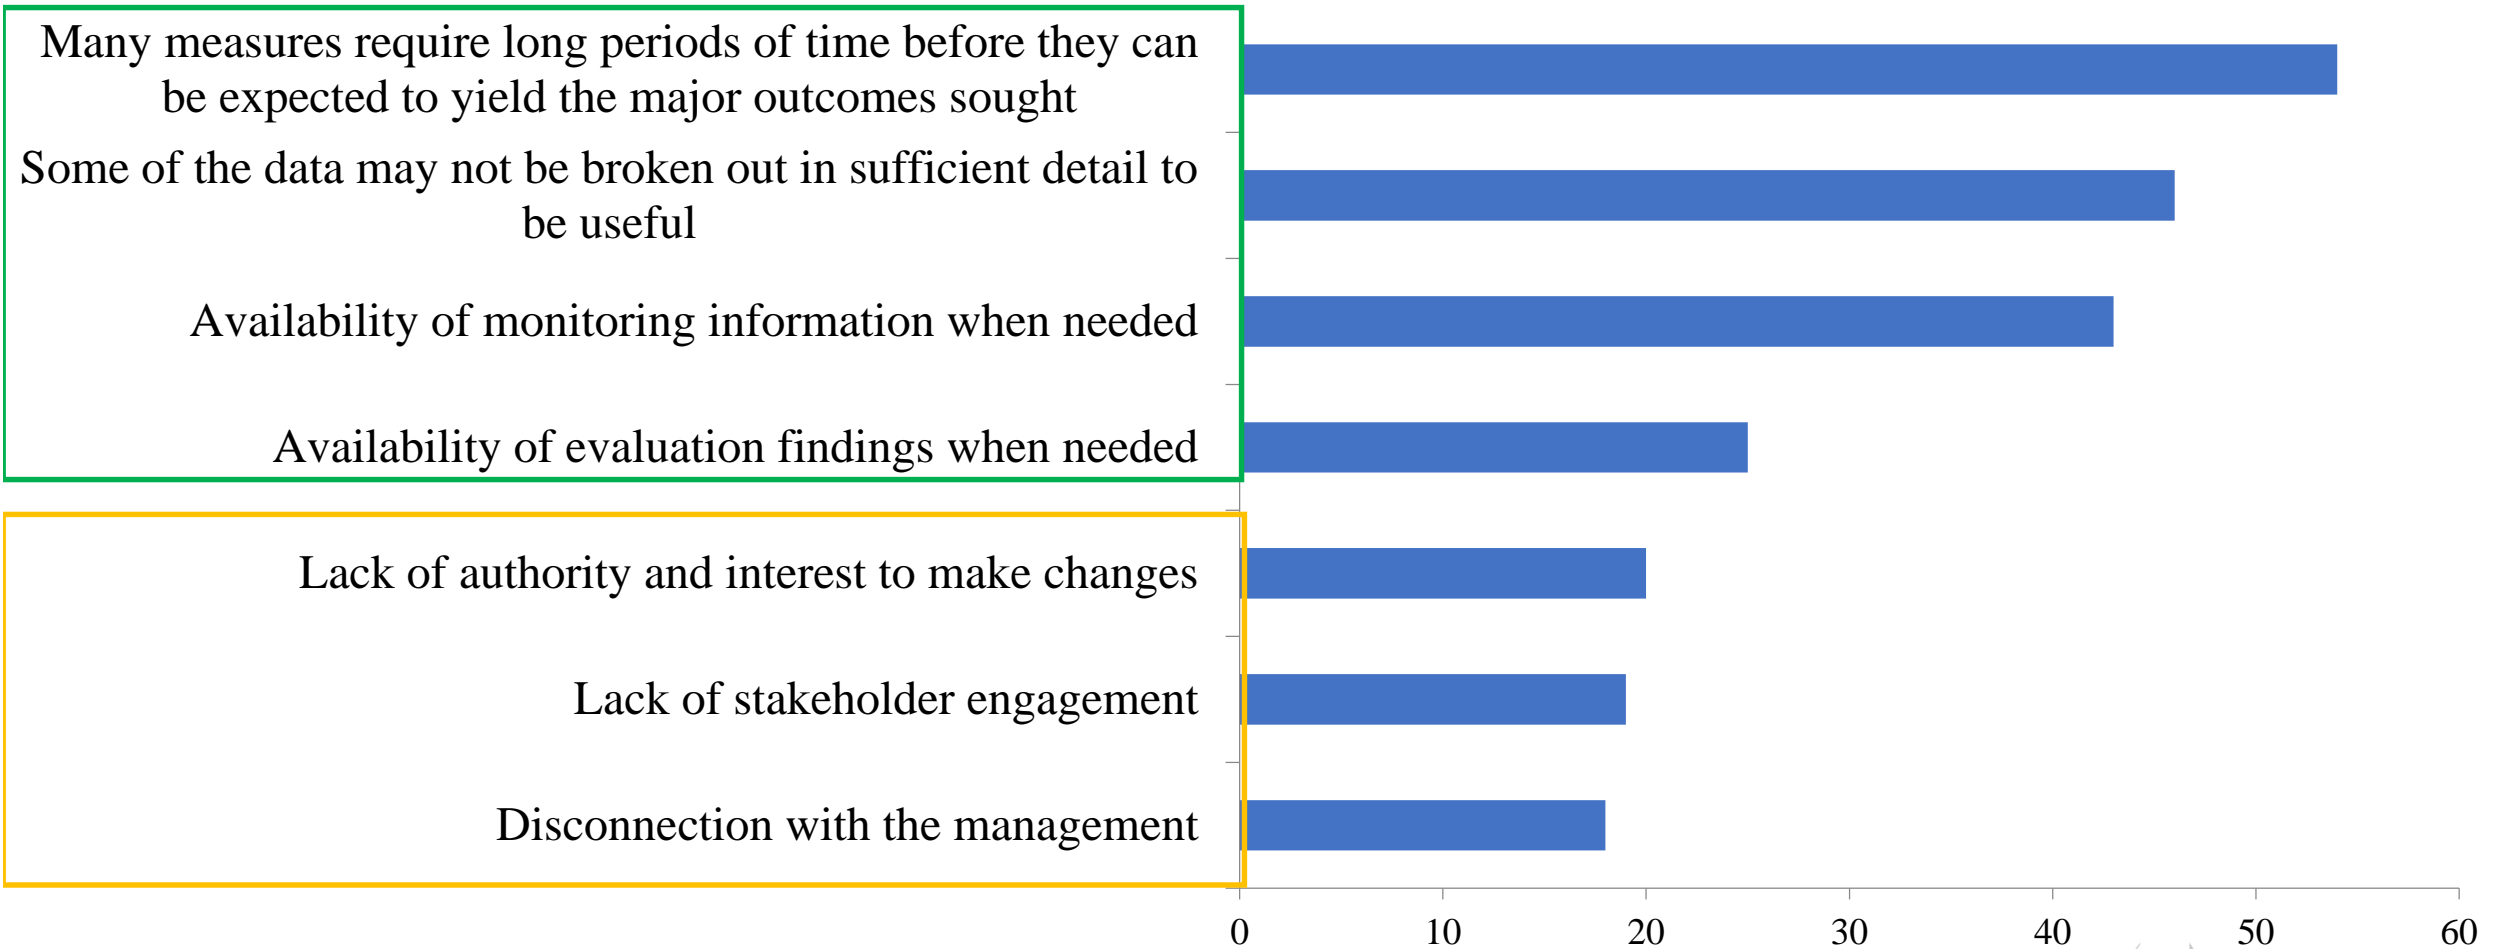 Many measures require long periods of time before they can
be expected to yield the major outcomes sought
Some of the data may not be broken out in sufficient detail to
be useful
Availability of monitoring information when needed
Availability of evaluation findings when needed
Lack of authority and interest to make changes
Lack of stakeholder engagement
Disconnection with the management
0 10 20 30 40 50 60